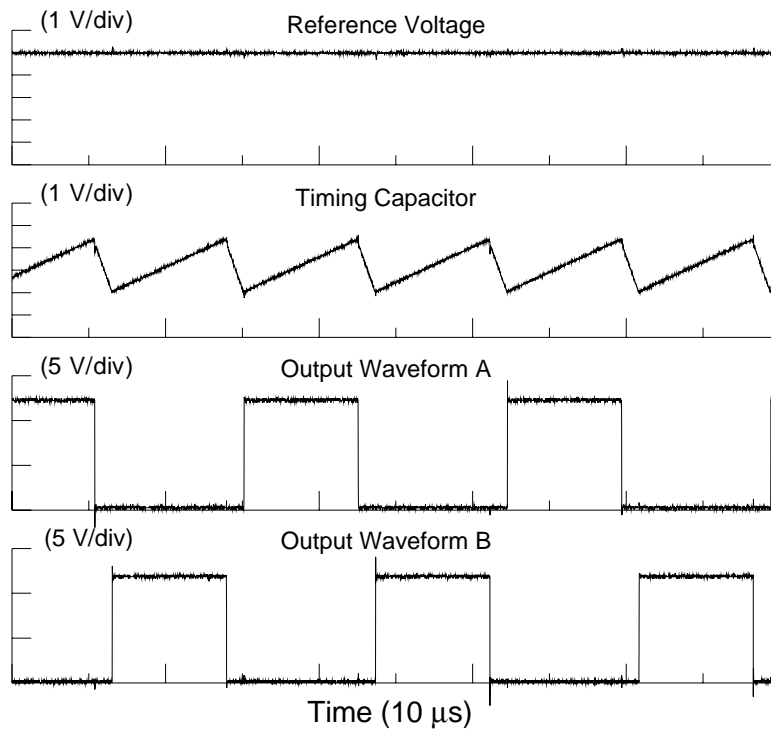 (1 V/div) Reference Voltage
(1 V/div) Timing Capacitor
(5 V/div) Output Waveform A
(5 V/div) Output Waveform B
Time (10 μs)